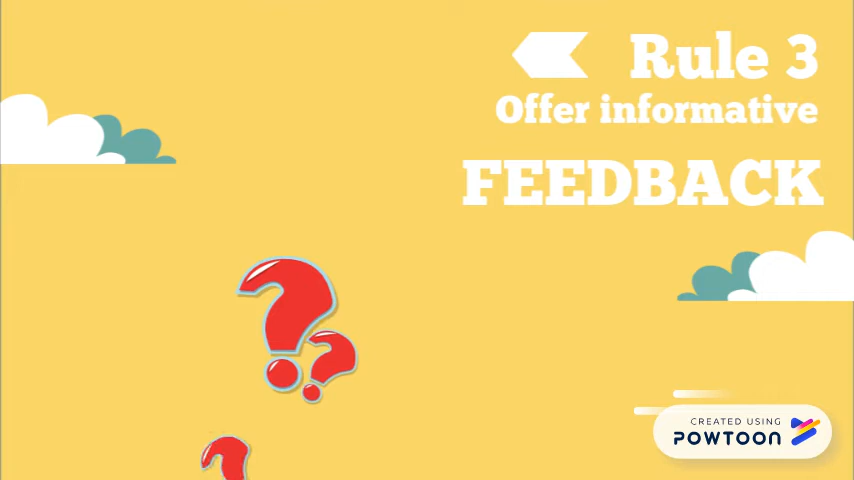 Rule 3
Offer informative
FEEDBACK
CREATED USING
POWTOON